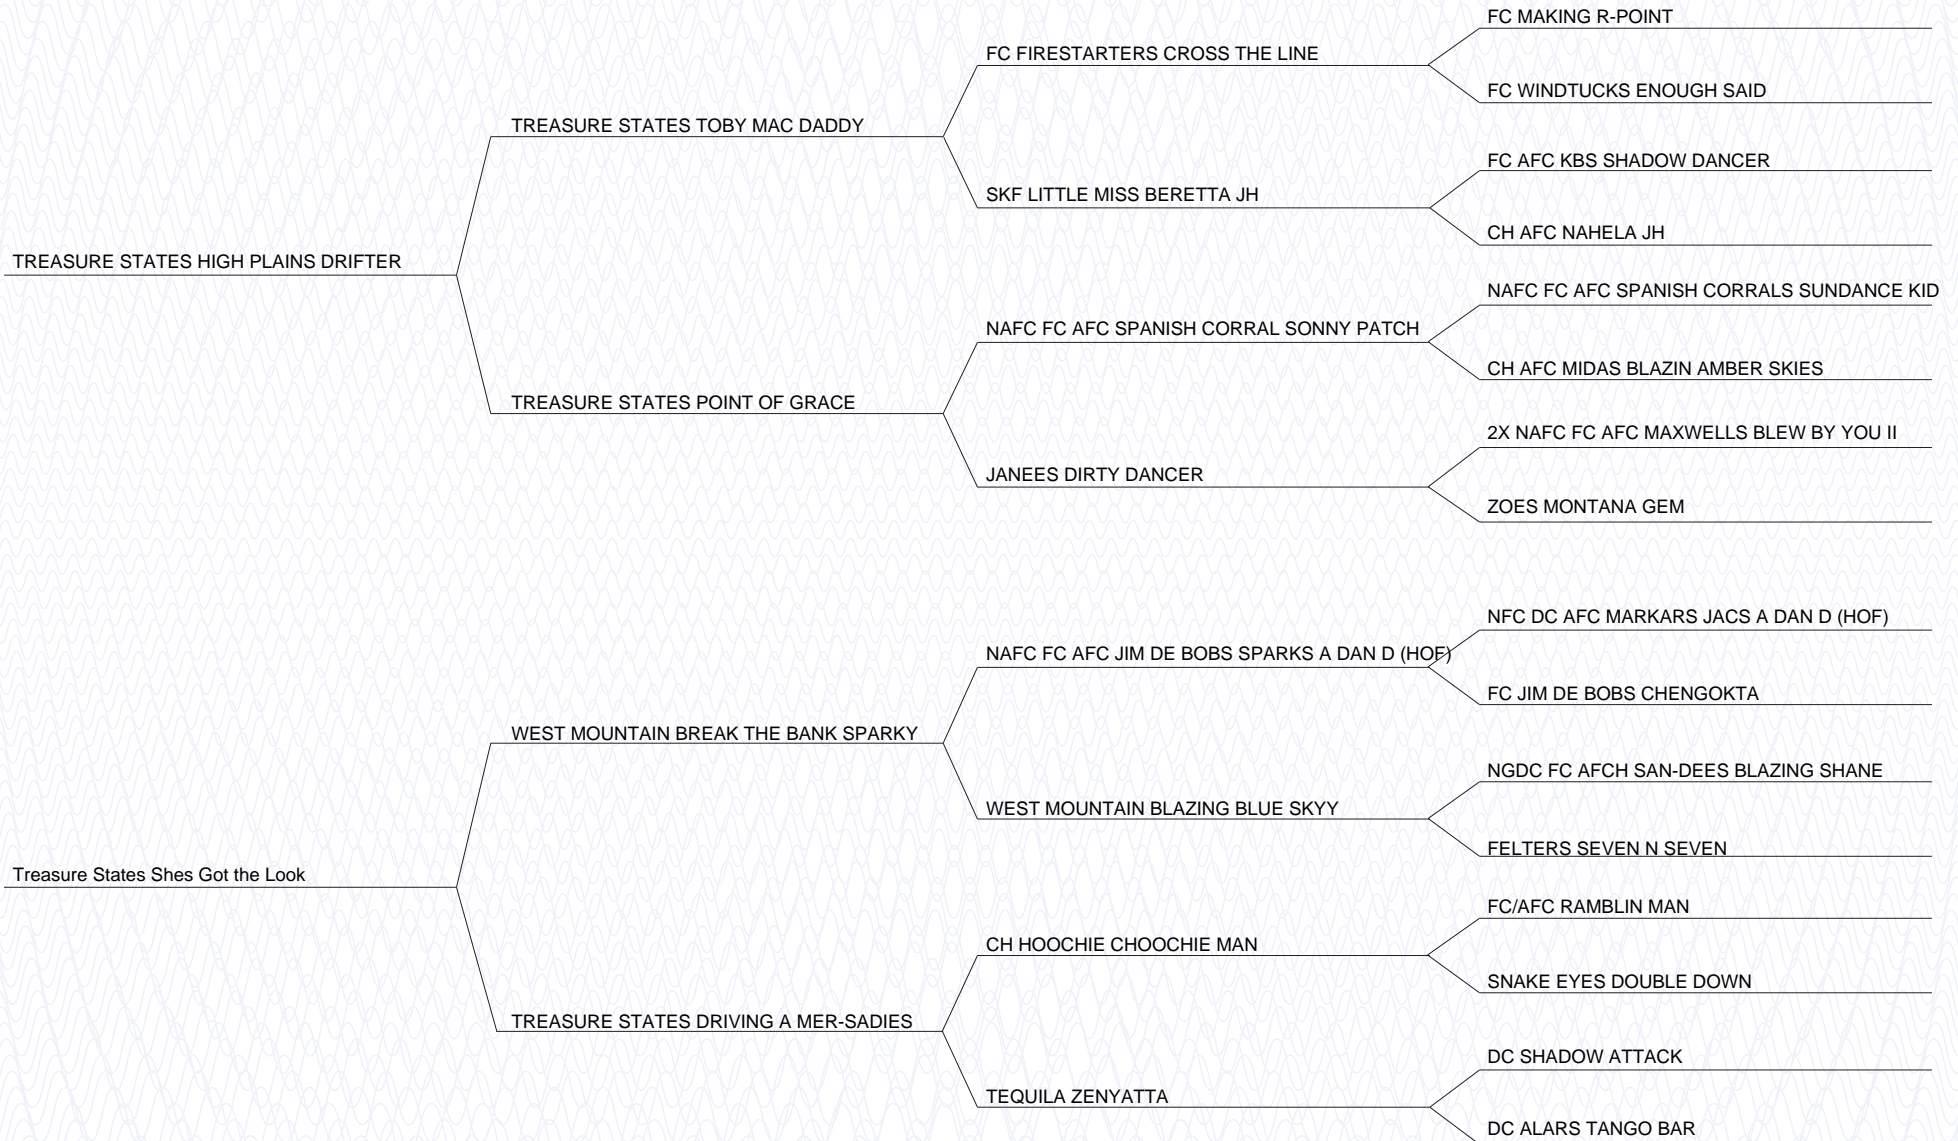 FC MAKING R-POINT
FC FIRESTARTERS CROSS THE LINE
FC WINDTUCKS ENOUGH SAID
TREASURE STATES TOBY MAC DADDY
FC AFC KBS SHADOW DANCER
SKF LITTLE MISS BERETTA JH
CH AFC NAHELA JH
TREASURE STATES HIGH PLAINS DRIFTER
NAFC FC AFC SPANISH CORRALS SUNDANCE KID
NAFC FC AFC SPANISH CORRAL SONNY PATCH
CH AFC MIDAS BLAZIN AMBER SKIES
TREASURE STATES POINT OF GRACE
2X NAFC FC AFC MAXWELLS BLEW BY YOU II
JANEES DIRTY DANCER
ZOES MONTANA GEM
NFC DC AFC MARKARS JACS A DAN D (HOF)
NAFC FC AFC JIM DE BOBS SPARKS A DAN D (HOF)
FC JIM DE BOBS CHENGOKTA
WEST MOUNTAIN BREAK THE BANK SPARKY
NGDC FC AFCH SAN-DEES BLAZING SHANE
WEST MOUNTAIN BLAZING BLUE SKYY
FELTERS SEVEN N SEVEN
Treasure States Shes Got the Look
FC/AFC RAMBLIN MAN
CH HOOCHIE CHOOCHIE MAN
SNAKE EYES DOUBLE DOWN
TREASURE STATES DRIVING A MER-SADIES
DC SHADOW ATTACK
TEQUILA ZENYATTA
DC ALARS TANGO BAR